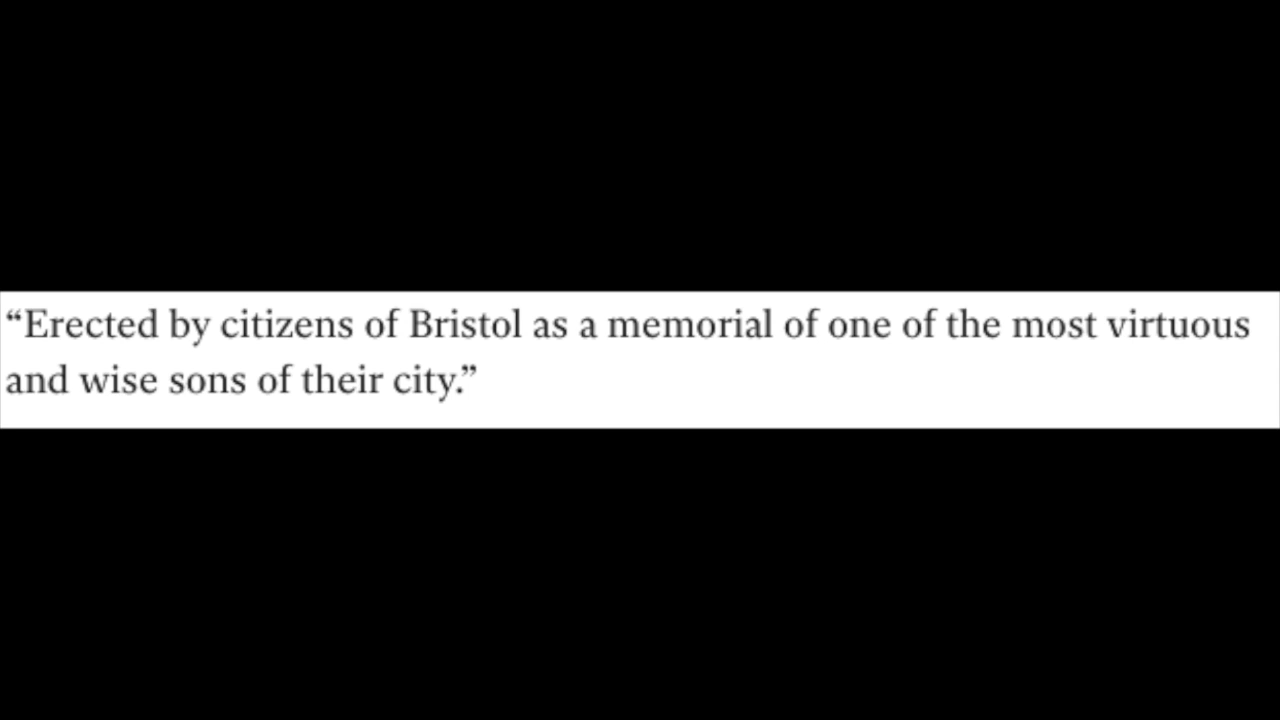 “Erected by citizens of Bristol as a memorial of one of the most virtuous
and wise sons of their city.”